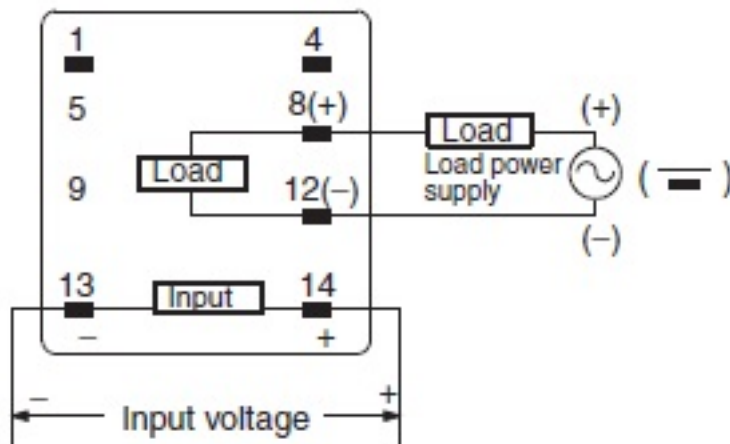 1 4
5 8(+) (+)
Load
Load
Load power
supply
9 12(−)
(−)
13 Input 14
− +
− +
Input voltage